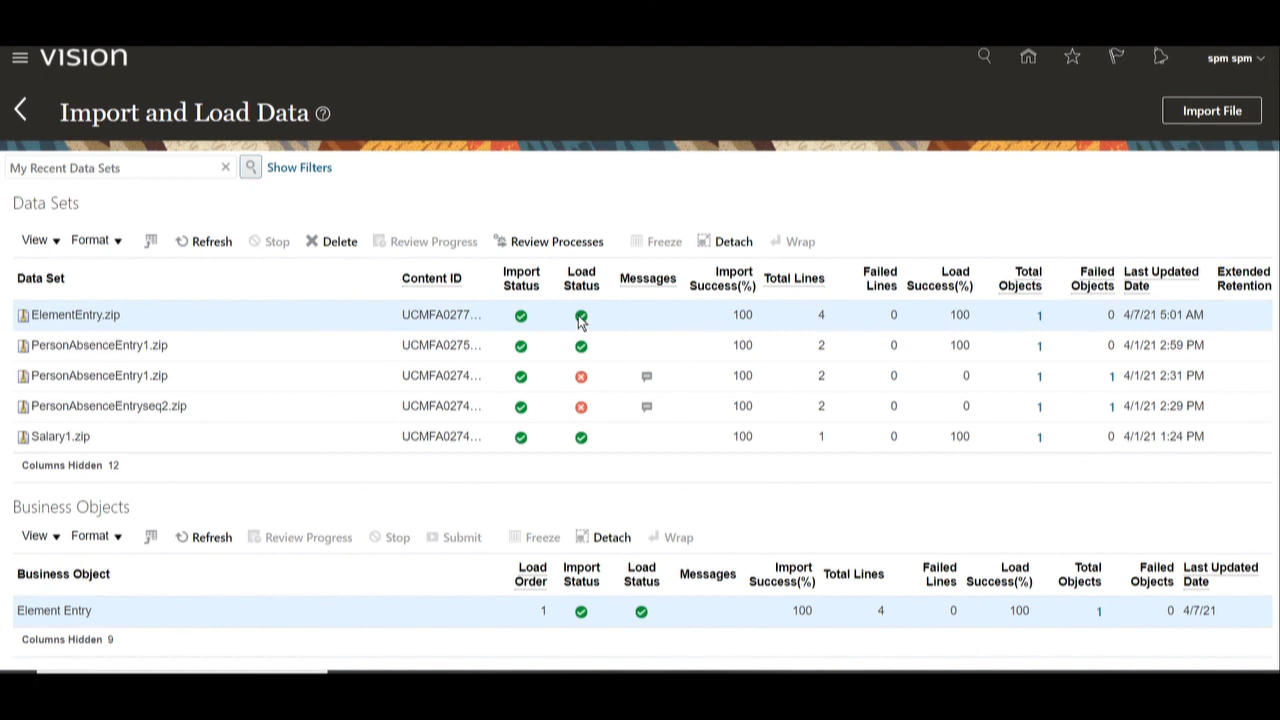 vision
spm spm
Import and Load Data
Import File
My Recent Data Sets Show Filters
Data Sets
View Format Refresh Stop Delete Review Progress Review Processes Freeze Detach Wrap
Data Set Content ID Import Status Load Status Messages Import Success(%) Total Lines Failed Lines Load Success(%) Total Objects Failed Objects Last Updated Date Extended Retention
ElementEntry.zip UCMFA0277... 100 4 0 100 1 0 4/7/21 5:01 AM
PersonAbsenceEntry1.zip UCMFA0275... 100 2 0 100 1 0 4/1/21 2:59 PM
PersonAbsenceEntry1.zip UCMFA0274... 100 2 0 0 1 1 4/1/21 2:31 PM
PersonAbsenceEntryseq2.zip UCMFA0274... 100 2 0 0 1 1 4/1/21 2:29 PM
Salary1.zip UCMFA0274... 100 1 0 100 1 0 4/1/21 1:24 PM
Columns Hidden 12
Business Objects
View Format Refresh Review Progress Stop Submit Freeze Detach Wrap
Business Object Load Order Import Status Load Status Messages Import Success(%) Total Lines Failed Lines Load Success(%) Total Objects Failed Objects Last Updated Date
Element Entry 1 100 4 0 100 1 0 4/7/21
Columns Hidden 9